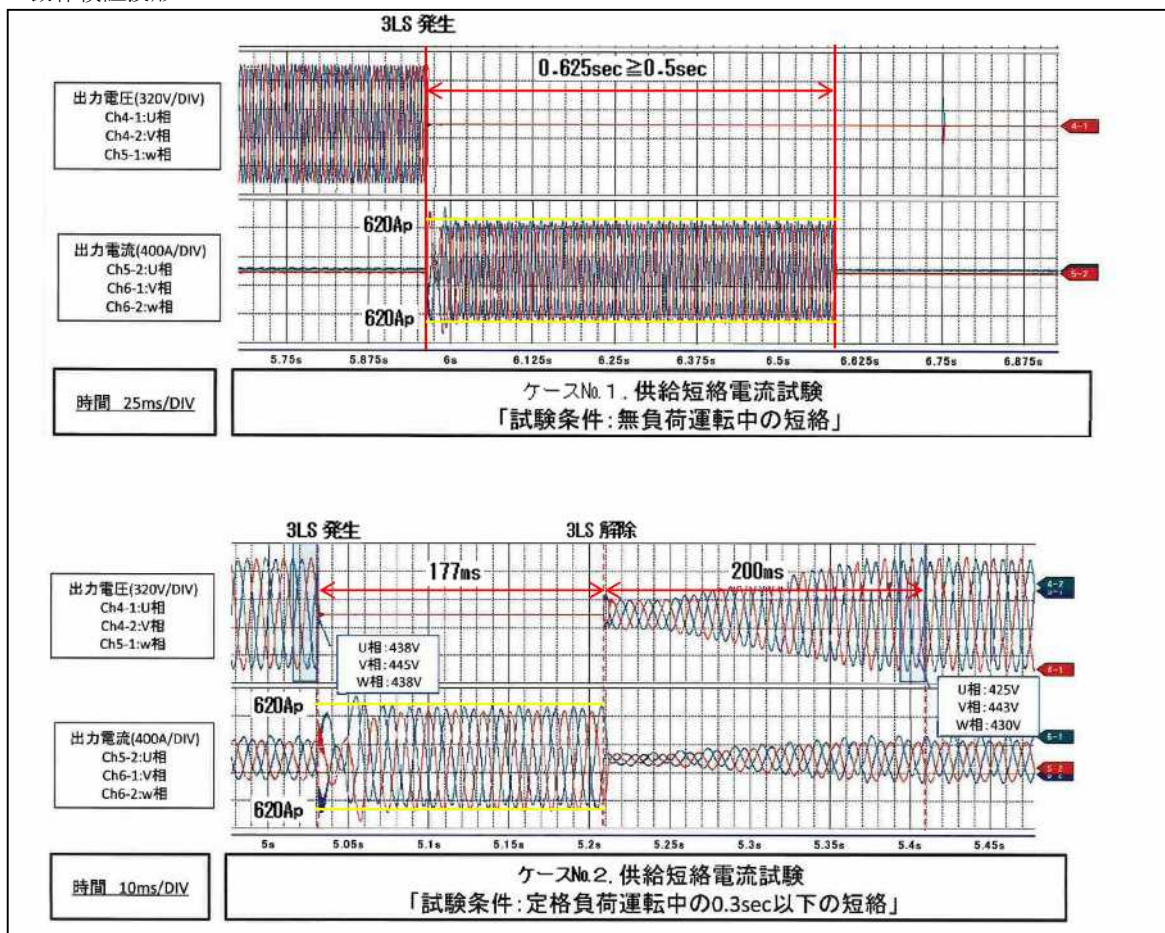 3LS 発生
0.625sec≧0.5sec
出力電圧(320V/DIV)
Ch4-1:U相
Ch4-2:V相
Ch5-1:w相
4-1
620Ap
出力電流(400A/DIV)
Ch5-2:U相
Ch6-1:V相
Ch6-2:w相
5-2
620Ap
5.75s 5.875s 6s 6.125s 6.25s 6.375s 6.5s 6.625s 6.75s 6.875s
時間 25ms/DIV
ケース№1.供給短絡電流試験
「試験条件:無負荷運転中の短絡」
3LS 発生 3LS 解除
177ms 200ms
出力電圧(320V/DIV)
Ch4-1:U相
Ch4-2:V相
Ch5-1:w相
4-2
U相:438V
V相:445V
W相:438V
U相:425V
V相:443V
W相:430V
620Ap
出力電流(400A/DIV)
Ch5-2:U相
Ch6-1:V相
Ch6-2:w相
5-2
620Ap
5s 5.05s 5.1s 5.15s 5.2s 5.25s 5.3s 5.35s 5.4s 5.45s
時間 10ms/DIV
ケース№2.供給短絡電流試験
「試験条件:定格負荷運転中の0.3sec以下の短絡」